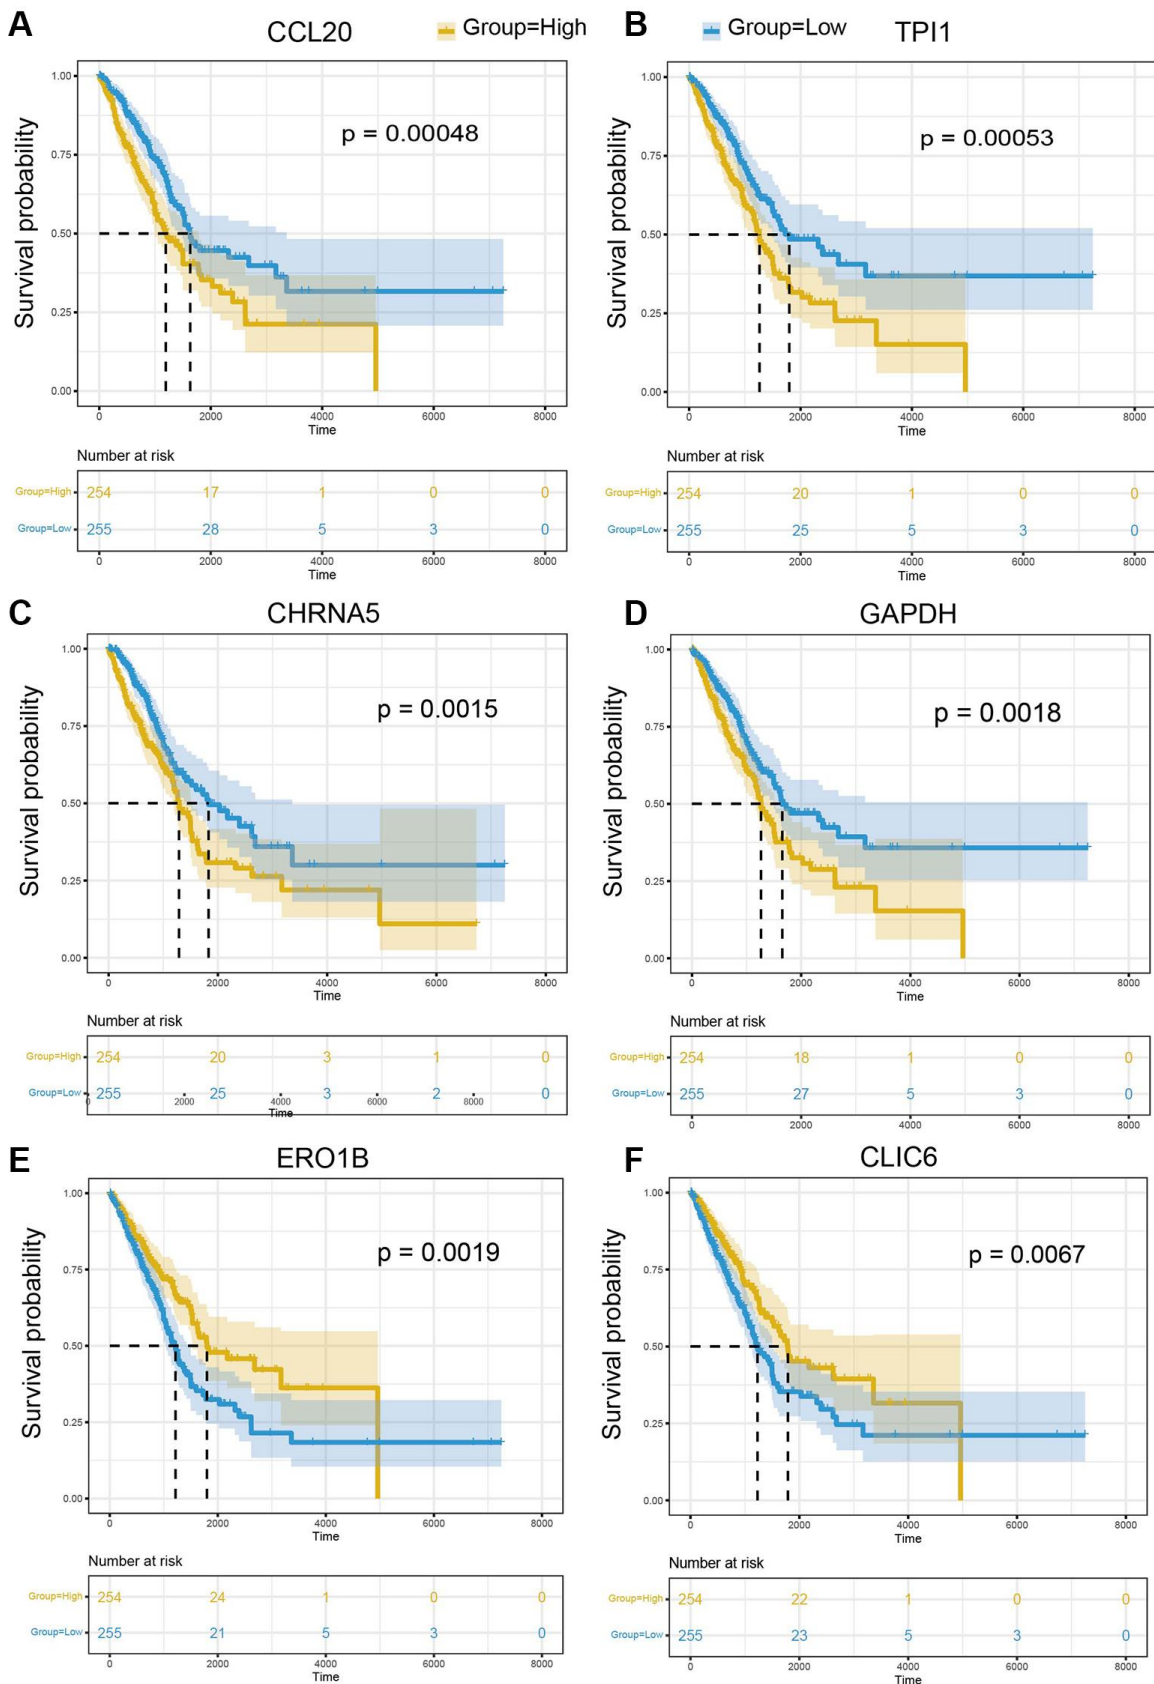 A CCL20 Group=High B Group=Low TPI1
Survival probability
1.00
0.75
0.50
0.25
0.00
p = 0.00048
0 2000 4000 6000 8000
Time
Number at risk
Group=High 254 17 1 0 0
Group=Low 255 28 5 3 0
0 2000 4000 6000 8000
Time
Survival probability
1.00
0.75
0.50
0.25
0.00
p = 0.00053
0 2000 4000 6000 8000
Time
Number at risk
Group=High 254 20 1 0 0
Group=Low 255 25 5 3 0
0 2000 4000 6000 8000
Time
C CHRNA5
Survival probability
1.00
0.75
0.50
0.25
0.00
p = 0.0015
0 2000 4000 6000 8000
Time
Number at risk
Group=High 254 20 3 1 0
Group=Low 255 25 3 2 0
0 2000 4000 6000 8000
Time
D GAPDH
Survival probability
1.00
0.75
0.50
0.25
0.00
p = 0.0018
0 2000 4000 6000 8000
Time
Number at risk
Group=High 254 18 1 0 0
Group=Low 255 27 5 3 0
0 2000 4000 6000 8000
E ERO1B
Survival probability
1.00
0.75
0.50
0.25
0.00
p = 0.0019
0 2000 4000 6000 8000
Time
Number at risk
Group=High 254 24 1 0 0
Group=Low 255 21 5 3 0
0 2000 4000 6000 8000
Time
F CLIC6
Survival probability
1.00
0.75
0.50
0.25
0.00
p = 0.0067
0 2000 4000 6000 8000
Time
Number at risk
Group=High 254 22 1 0 0
Group=Low 255 23 5 3 0
0 2000 4000 6000 8000
Time